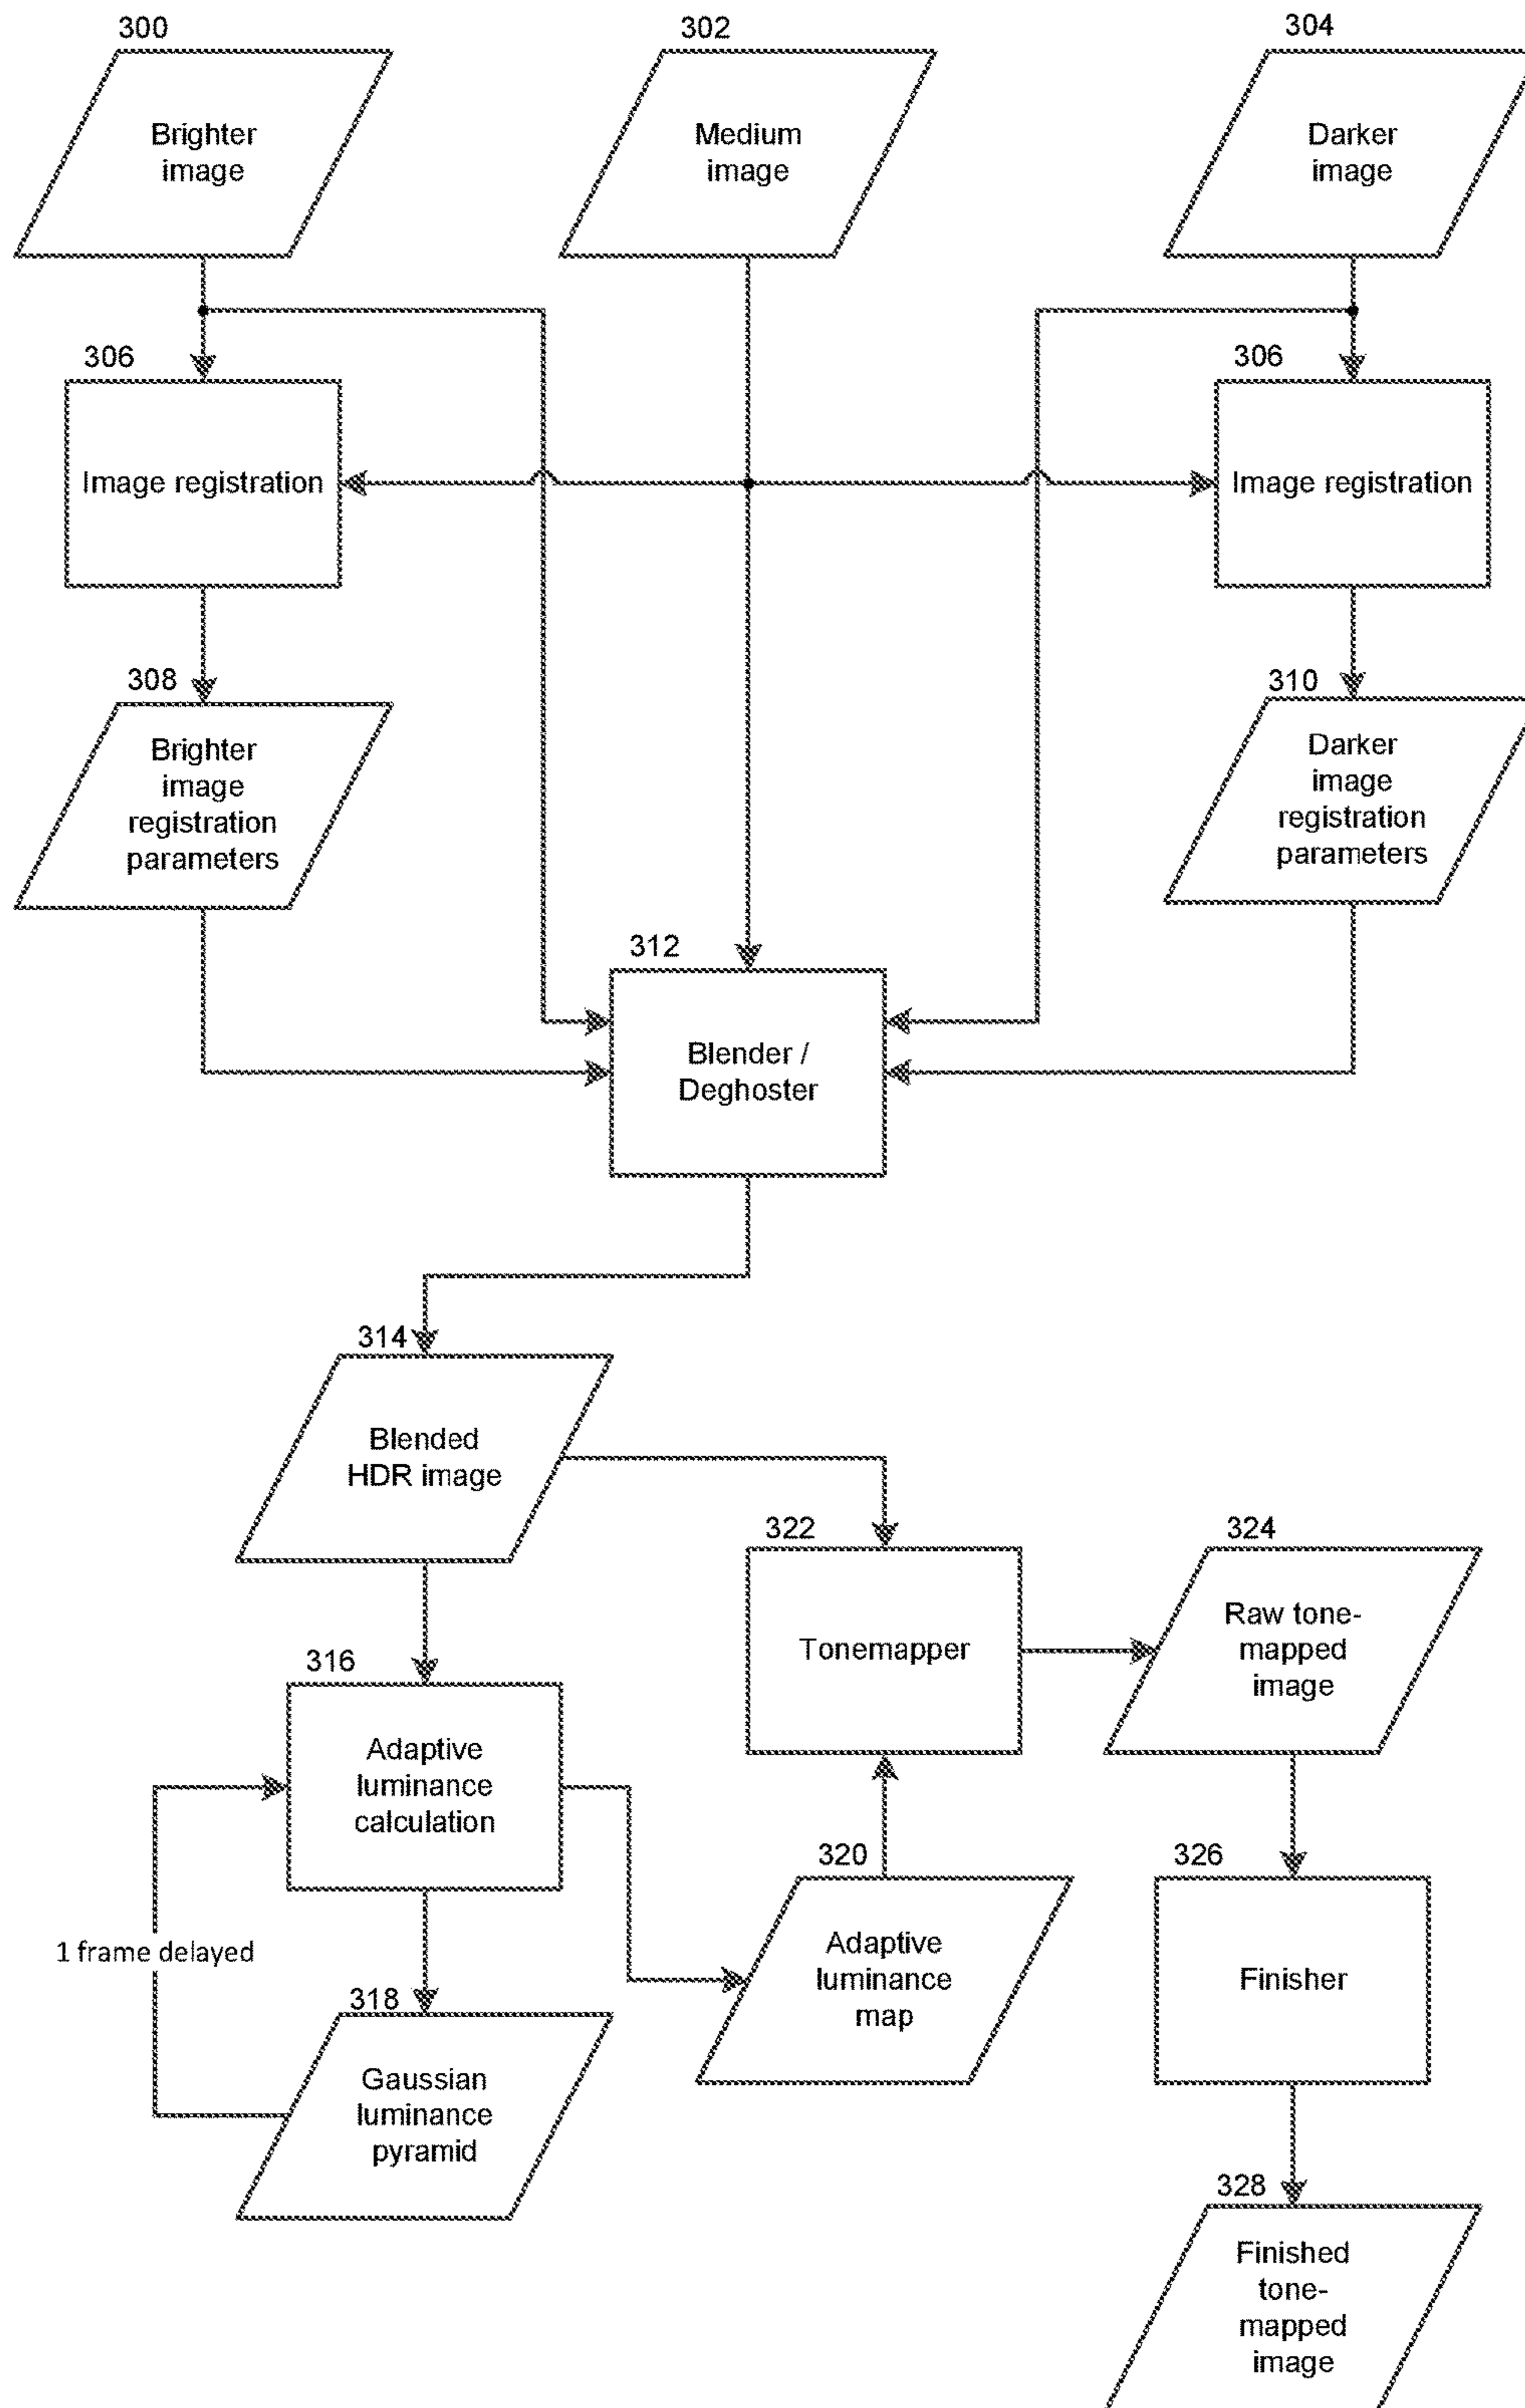 300
302
304
Brighter
image
Medium
image
Darker
image
306
306
Image registration
Image registration
308
310
Brighter
image
registration
parameters
Darker
image
registration
parameters
312
Blender /
Deghoster
314
Blended
HDR image
322
324
Tonemapper
Raw tone-
mapped
image
316
Adaptive
luminance
calculation
320
326
1 frame delayed
Adaptive
luminance
map
Finisher
318
Gaussian
luminance
pyramid
328
Finished
tone-
mapped
image